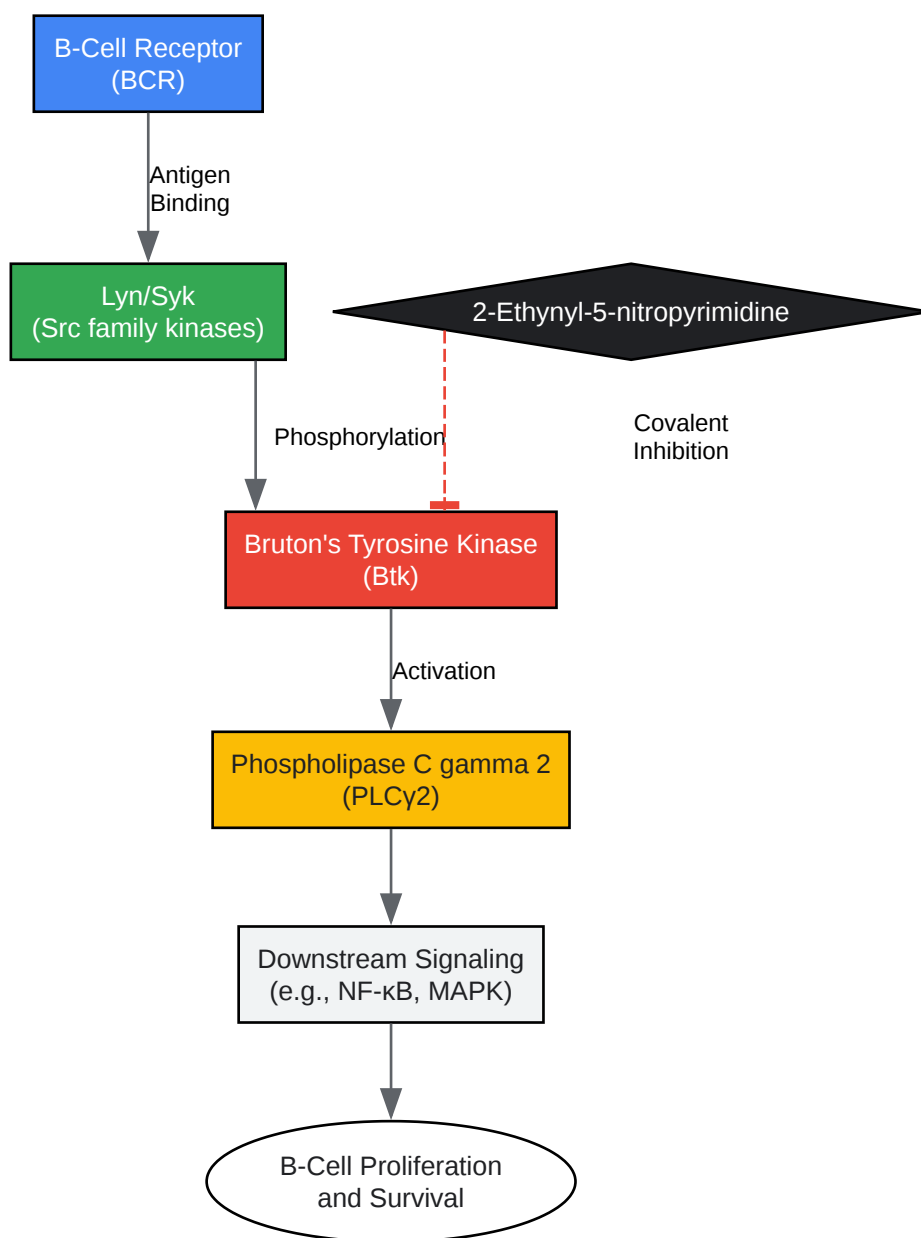 B-Cell Receptor
(BCR)
Antigen
Binding
Lyn/Syk
(Src family kinases)
2-Ethynyl-5-nitropyrimidine
Phosphorylation
Covalent
Inhibition
Bruton's Tyrosine Kinase
(Btk)
Activation
Phospholipase C gamma 2
(PLCγ2)
Downstream Signaling
(e.g., NF-κB, MAPK)
B-Cell Proliferation
and Survival